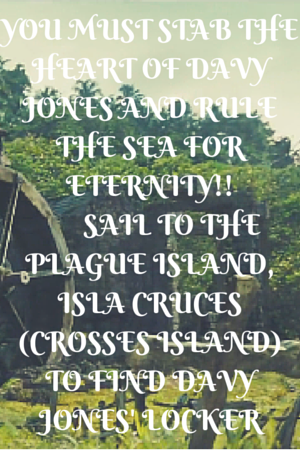 YOU MUST STAB THE
HEART OF DAVY
JONES AND RULE
THE SEA FOR
ETERNITY!!
SAIL TO THE
PLAGUE ISLAND,
ISLA CRUCES
(CROSSES ISLAND)
TO FIND DAVY
JONES' LOCKER